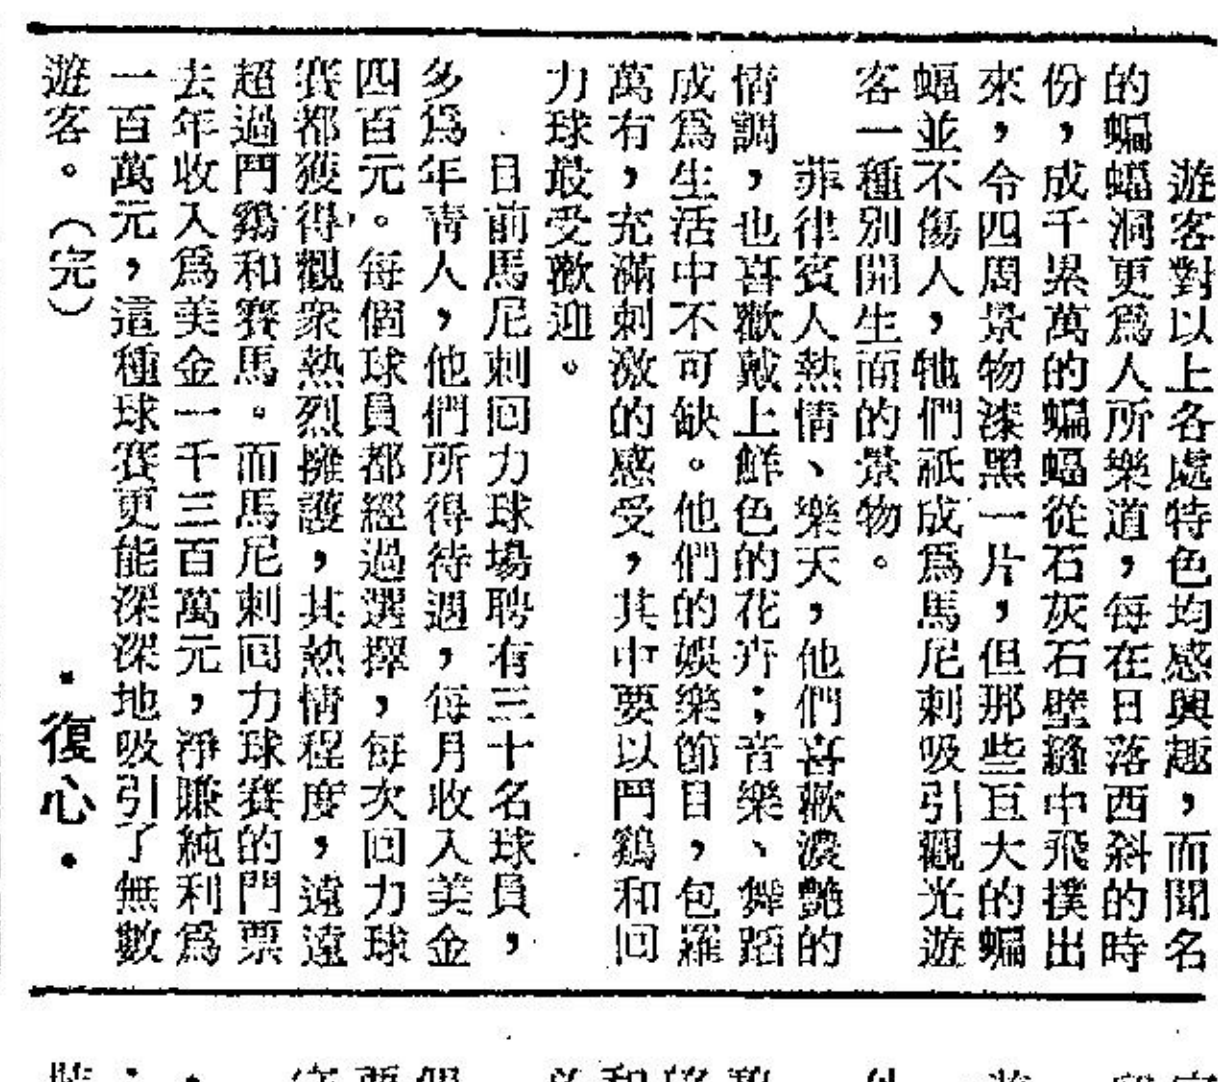 遊客對以上各處特色均感興趣，而聞名
的蝙蝠洞更爲人所樂道，每在日落西斜的時
份，成千累萬的蝙蝠從石灰石壁縫中飛撲出
來，令四周景物漆黑一片，但那些巨大的蝙
蝠並不傷人，牠們祇成爲馬尼刺吸引觀光遊
客一種別開生面的景物。
菲律賓人熱情、樂天，他們喜歡濃艷的
情調，也喜歡戴上鮮色的花卉；音樂、舞蹈
成爲生活中不可缺。他們的娛樂節目，包羅
萬有，充滿刺激的感受，其中要以鬥鷄和回
力球最受歡迎。
目前馬尼刺回力球場聘有三十名球員，
多爲年靑人，他們所得待遇，每月收入美金
四百元。每個球員都經過選擇，每次回力球
賽都獲得觀衆熱烈擁護，其熱情程度，遠遠
超過鬥鷄和賽馬。而馬尼刺回力球賽的門票
去年收入爲美金一千三百萬元，淨賺純利爲
一百萬元，這種球賽更能深深地吸引了無數
遊客。（完）
・復心・